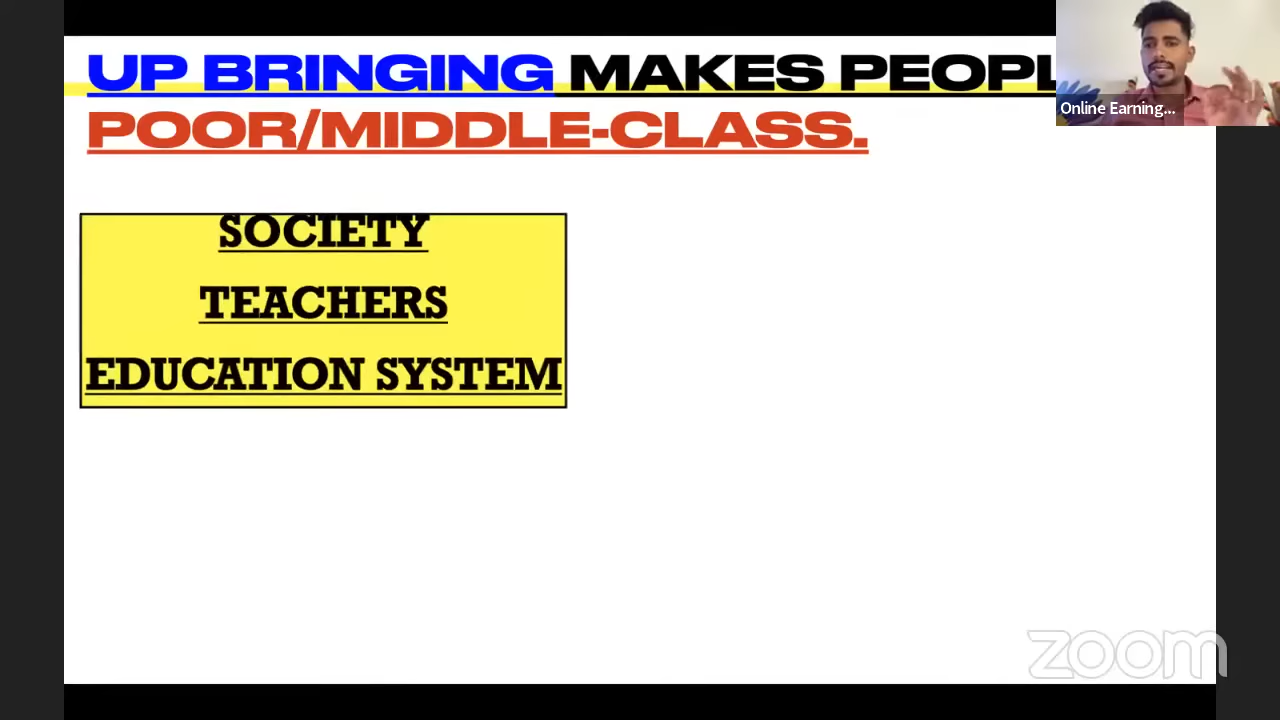 UP BRINGING MAKES PEOPL
POOR/MIDDLE-CLASS.
Online Earning...
SOCIETY
TEACHERS
EDUCATION SYSTEM
zoom